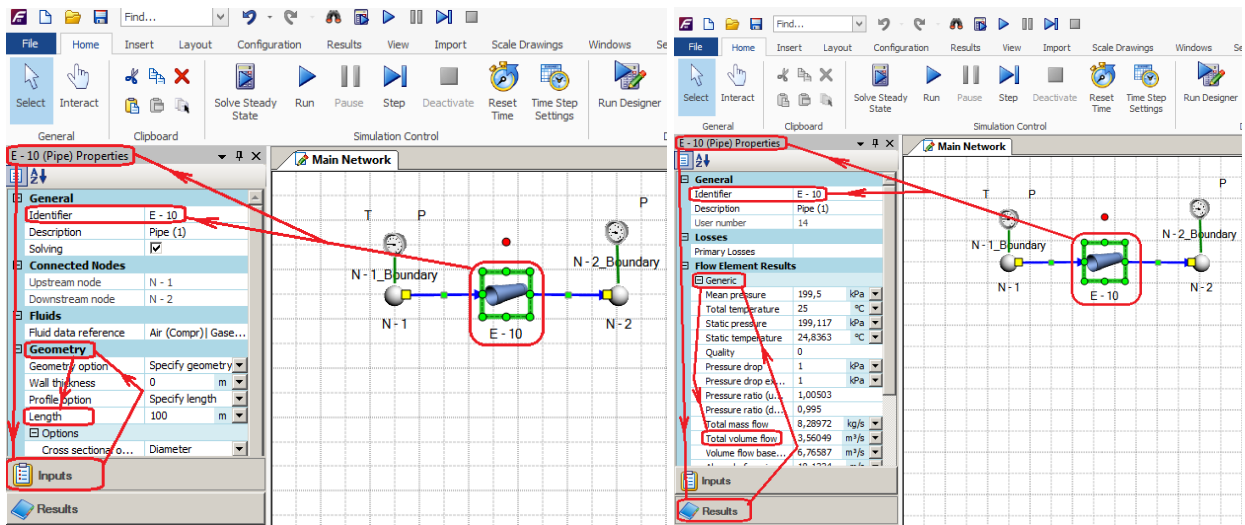 Find...
File Home Insert Layout Configuration Results View Import Scale Drawings Windows Se
Select Interact Solve Steady State Run Pause Step Deactivate Reset Time Time Step Settings Run Designer
General Clipboard Simulation Control
E - 10 (Pipe) Properties
General
Identifier E - 10
Description Pipe (1)
Solving
Connected Nodes
Upstream node N - 1
Downstream node N - 2
Fluids
Fluid data reference Air (Compr)| Gase...
Geometry
Geometry option Specify geometry
Wall thickness 0 m
Profile option Specify length
Length 100 m
Options
Cross sectional o... Diameter
Inputs
Results
Main Network
T P P
N - 1_Boundary N - 2_Boundary
N - 1 E - 10 N - 2
Find...
File Home Insert Layout Configuration Results View Import Scale Drawings Windows Se
Select Interact Solve Steady State Run Pause Step Deactivate Reset Time Time Step Settings Run Designer
General Clipboard Simulation Control
E - 10 (Pipe) Properties
General
Identifier E - 10
Description Pipe (1)
User number 14
Losses
Primary Losses
Flow Element Results
Generic
Mean pressure 199,5 kPa
Total temperature 25 °C
Static pressure 199,117 kPa
Static temperature 24,8363 °C
Quality 0
Pressure drop 1 kPa
Pressure drop ex... 1 kPa
Pressure ratio (u... 1,00503
Pressure ratio (d... 0,995
Total mass flow 8,28972 kg/s
Total volume flow 3,56049 m³/s
Volume flow base... 6,76587 m³/s
Inputs
Results
Main Network
T P P
N - 1_Boundary N - 2_Boundary
N - 1 E - 10 N - 2